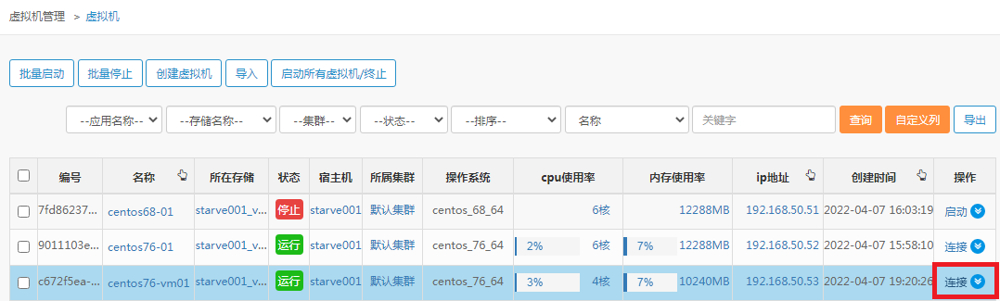 虚拟机管理 > 虚拟机
批量启动 批量停止 创建虚拟机 导入 启动所有虚拟机/终止
--应用名称-- --存储名称-- --集群-- --状态-- --排序-- 名称 关键字 查询 自定义列 导出
编号 名称 所在存储 状态 宿主机 所属集群 操作系统 cpu使用率 内存使用率 ip地址 创建时间 操作
7fd86237... centos68-01 starve001_v... 停止 starve001 默认集群 centos_68_64 6核 12288MB 192.168.50.51 2022-04-07 16:03:19 启动
9011103e... centos76-01 starve001_v... 运行 starve001 默认集群 centos_76_64 2% 6核 7% 12288MB 192.168.50.52 2022-04-07 15:58:10 连接
c672f5ea-... centos76-vm01 starve001_v... 运行 starve001 默认集群 centos_76_64 3% 4核 7% 10240MB 192.168.50.53 2022-04-07 19:20:26 连接